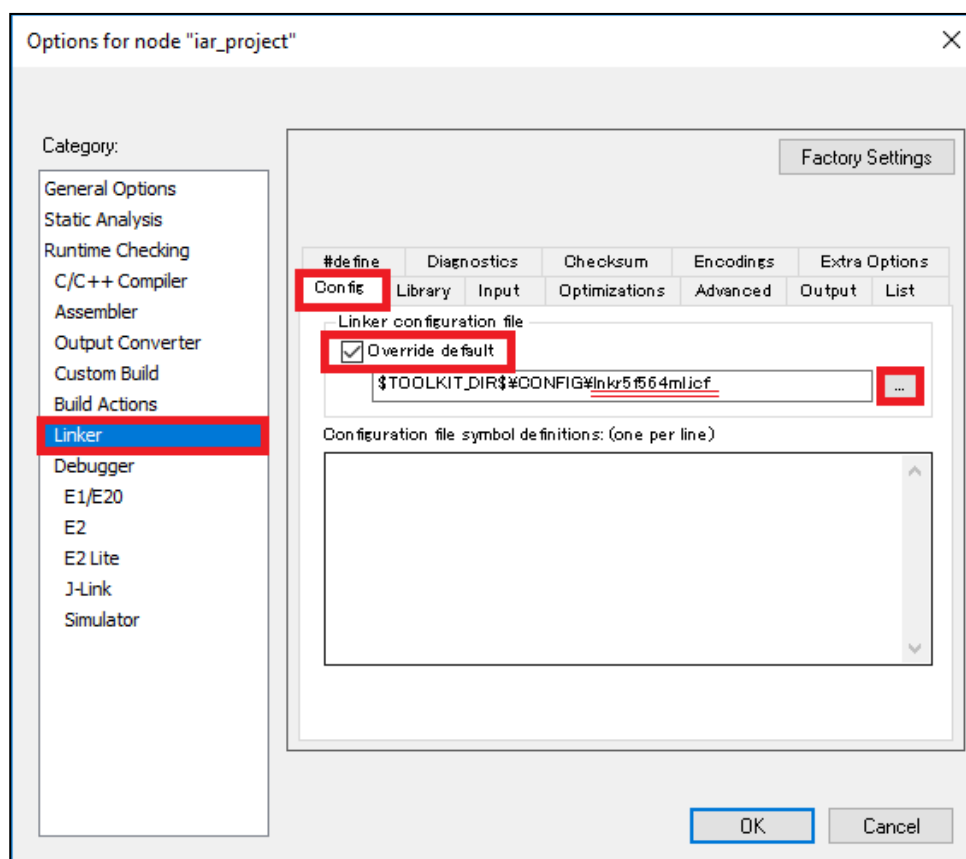 Options for node "iar_project"
Category:
General Options
Static Analysis
Runtime Checking
C/C++ Compiler
Assembler
Output Converter
Custom Build
Build Actions
Linker
Debugger
E1/E20
E2
E2 Lite
J-Link
Simulator
Factory Settings
#define Diagnostics Checksum Encodings Extra Options
Config Library Input Optimizations Advanced Output List
Linker configuration file
Override default
$TOOLKIT_DIR$¥CONFIG¥lnkr5f564ml.icf
...
Configuration file symbol definitions: (one per line)
OK Cancel